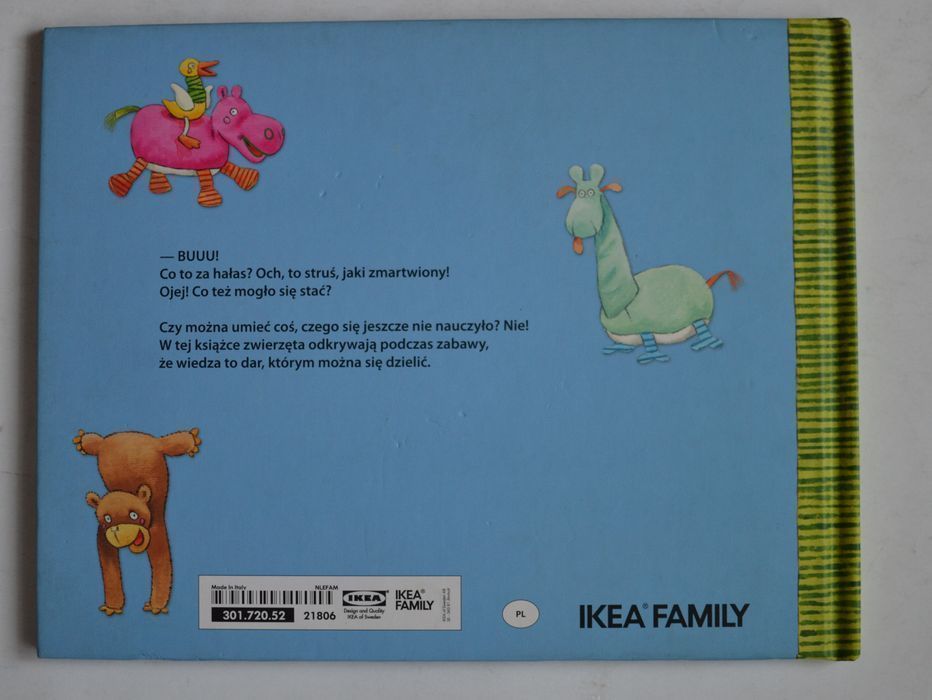 — BUUU!
Co to za hałas? Och, to struś, jaki zmartwiony!
Ojej! Co też mogło się stać?
Czy można umieć coś, czego się jeszcze nie nauczyło? Nie!
W tej książce zwierzęta odkrywają podczas zabawy,
że wiedza to dar, którym można się dzielić.
Made in Italy
NLEFAM
301.720.52
21806
IKEA®
Design and Quality
IKEA of Sweden
IKEA®
FAMILY
PL
IKEA® FAMILY